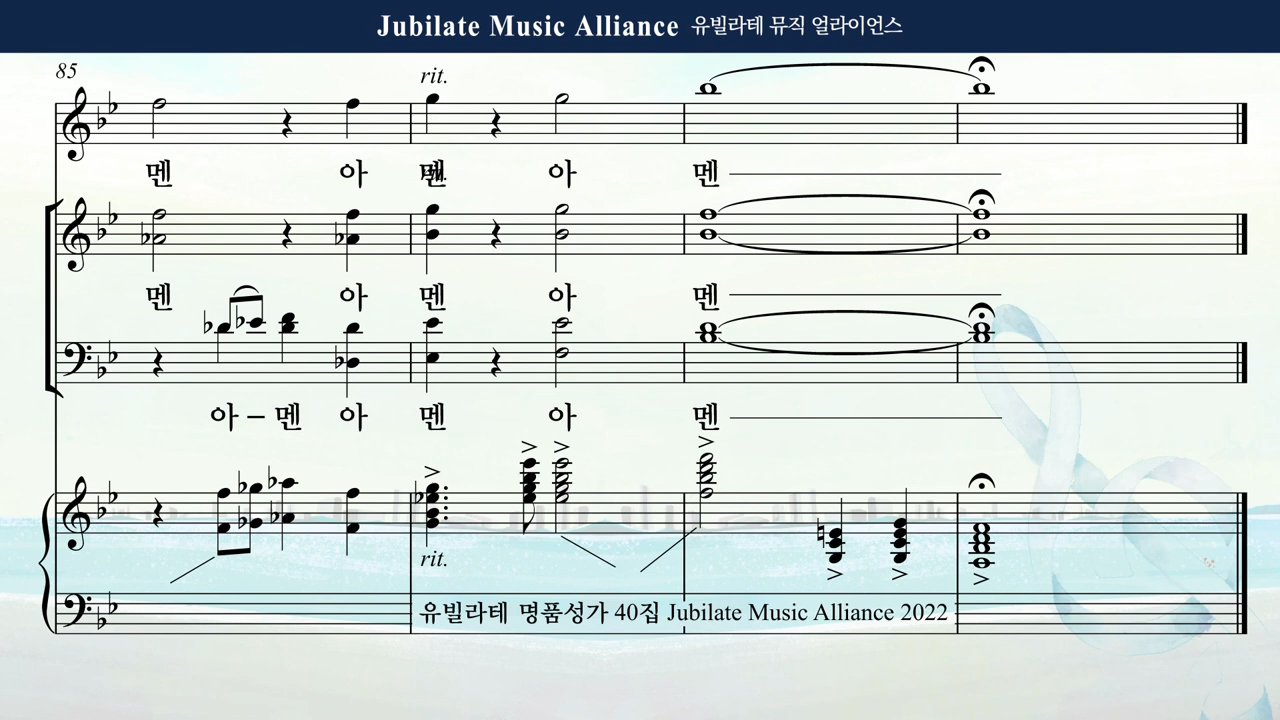 Jubilate Music Alliance 유빌라테 뮤직 얼라이언스
85
rit.
멘 아 멘 아 멘
멘 아 멘 아 멘
아 – 멘 아 멘 아 멘
rit.
유빌라테 명품성가 40집 Jubilate Music Alliance 2022